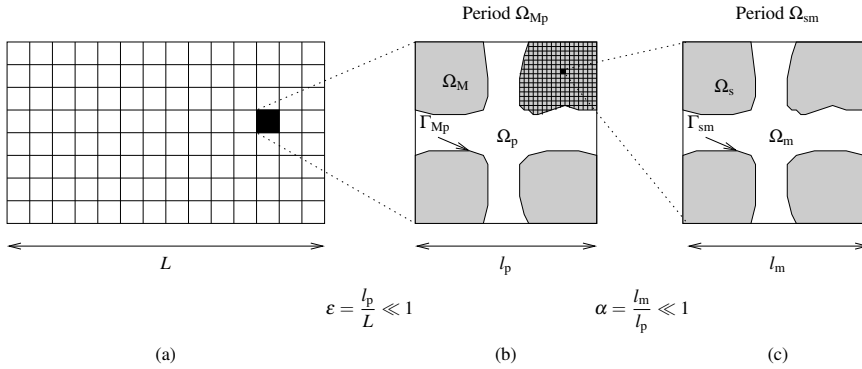 Period Ω_Mp
Period Ω_sm
Ω_M
Ω_s
Γ_Mp
Γ_sm
Ω_p
Ω_m
L
l_p
l_m
ε = l_p/L ≪ 1
α = l_m/l_p ≪ 1
(a)
(b)
(c)